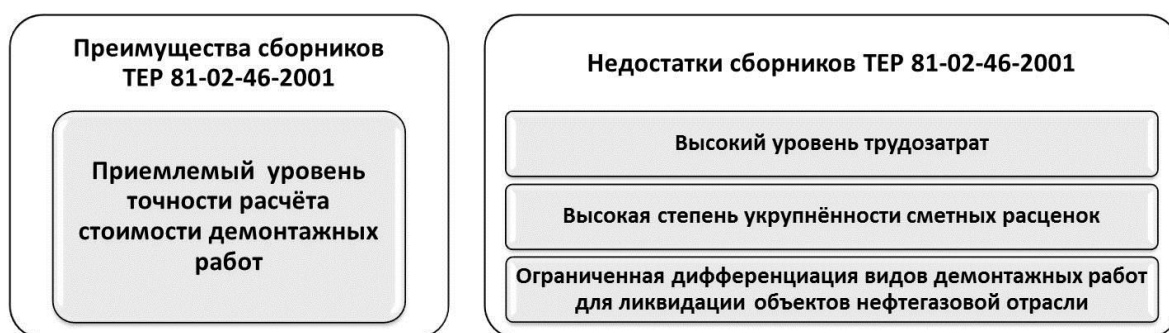 Преимущества сборников
ТЕР 81-02-46-2001
Приемлемый уровень
точности расчёта
стоимости демонтажных
работ
Недостатки сборников ТЕР 81-02-46-2001
Высокий уровень трудозатрат
Высокая степень укрупнённости сметных расценок
Ограниченная дифференциация видов демонтажных работ
для ликвидации объектов нефтегазовой отрасли